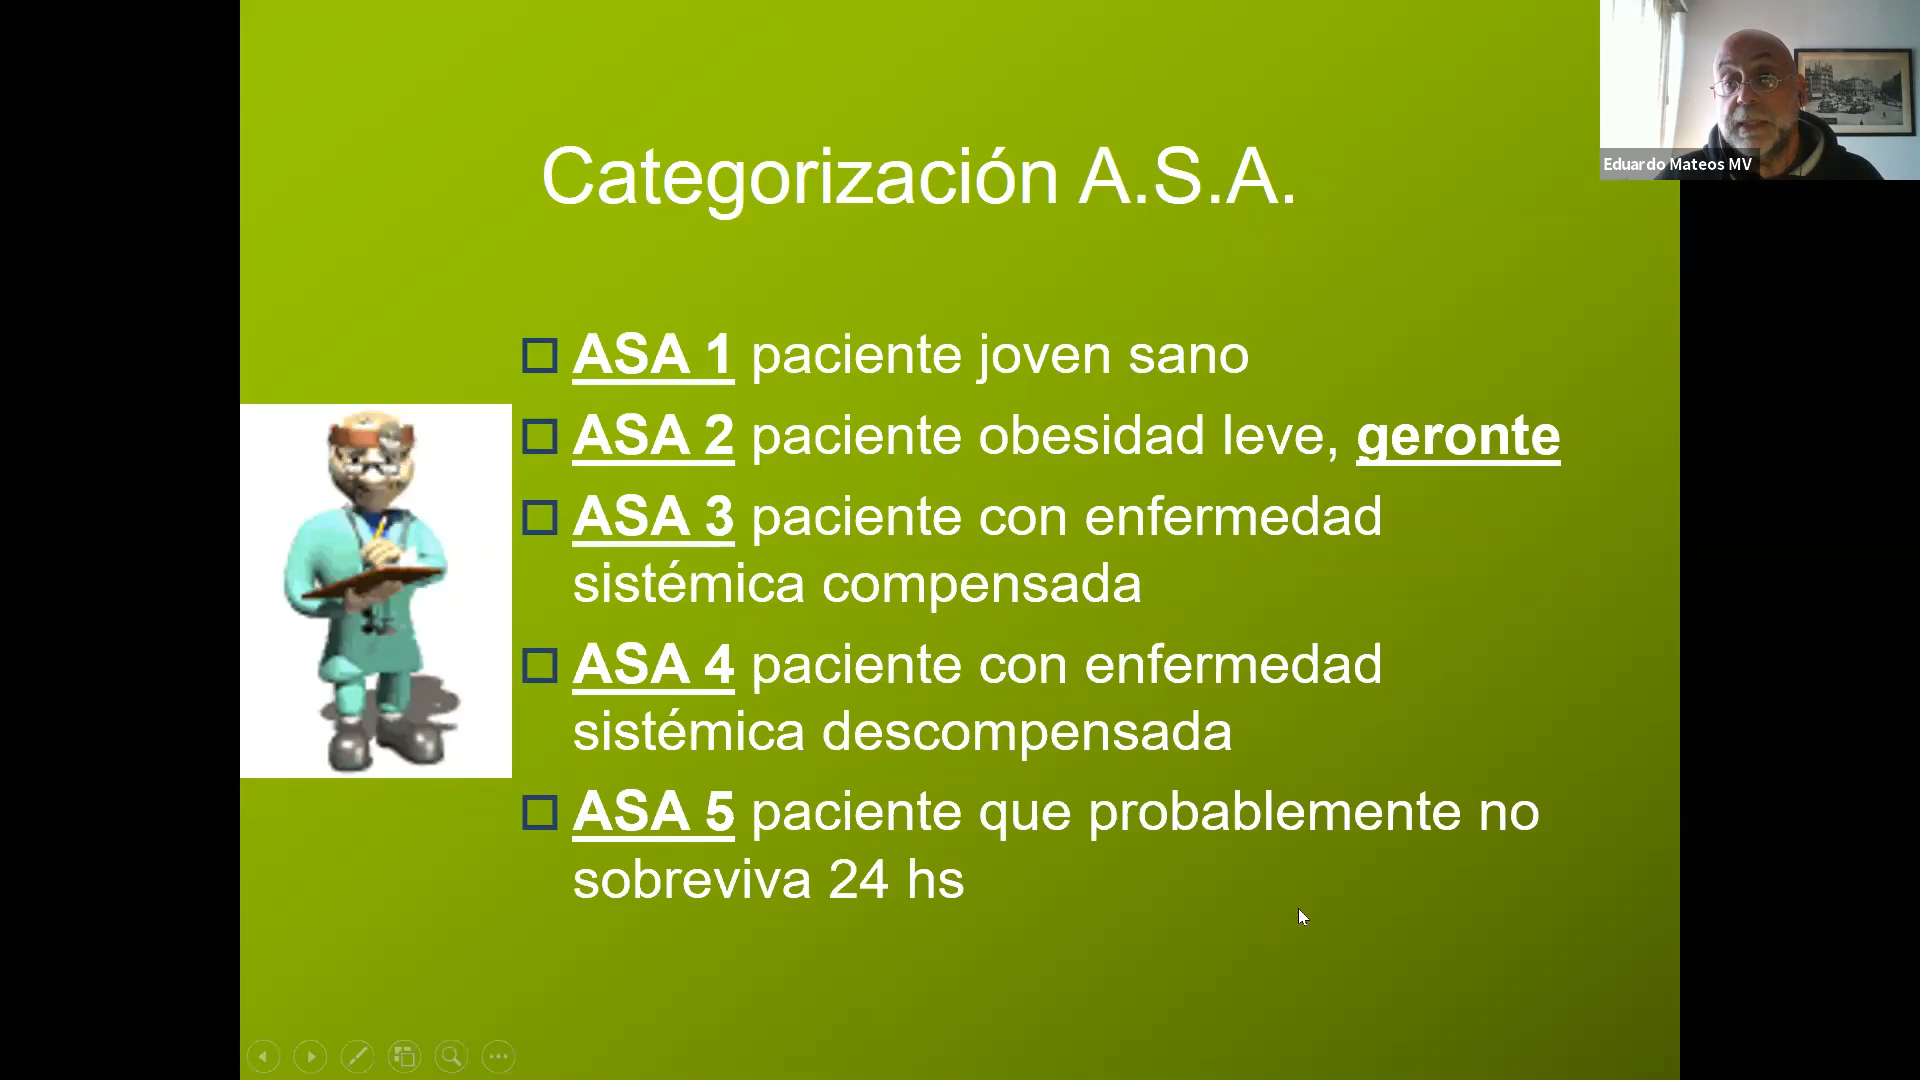 Eduardo Mateos MV
Categorización A.S.A.
ASA 1 paciente joven sano
ASA 2 paciente obesidad leve, geronte
ASA 3 paciente con enfermedad
sistémica compensada
ASA 4 paciente con enfermedad
sistémica descompensada
ASA 5 paciente que probablemente no
sobreviva 24 hs